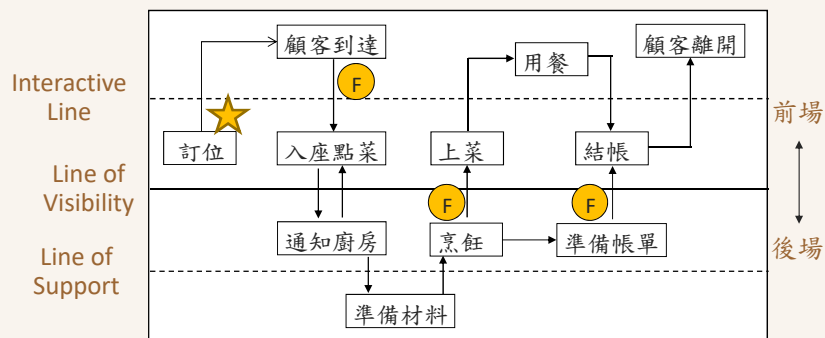 顧客到達
用餐
顧客離開
F
Interactive
Line
訂位
入座點菜
上菜
結帳
前場
Line of
Visibility
F
F
通知廚房
烹飪
準備帳單
後場
Line of
Support
準備材料